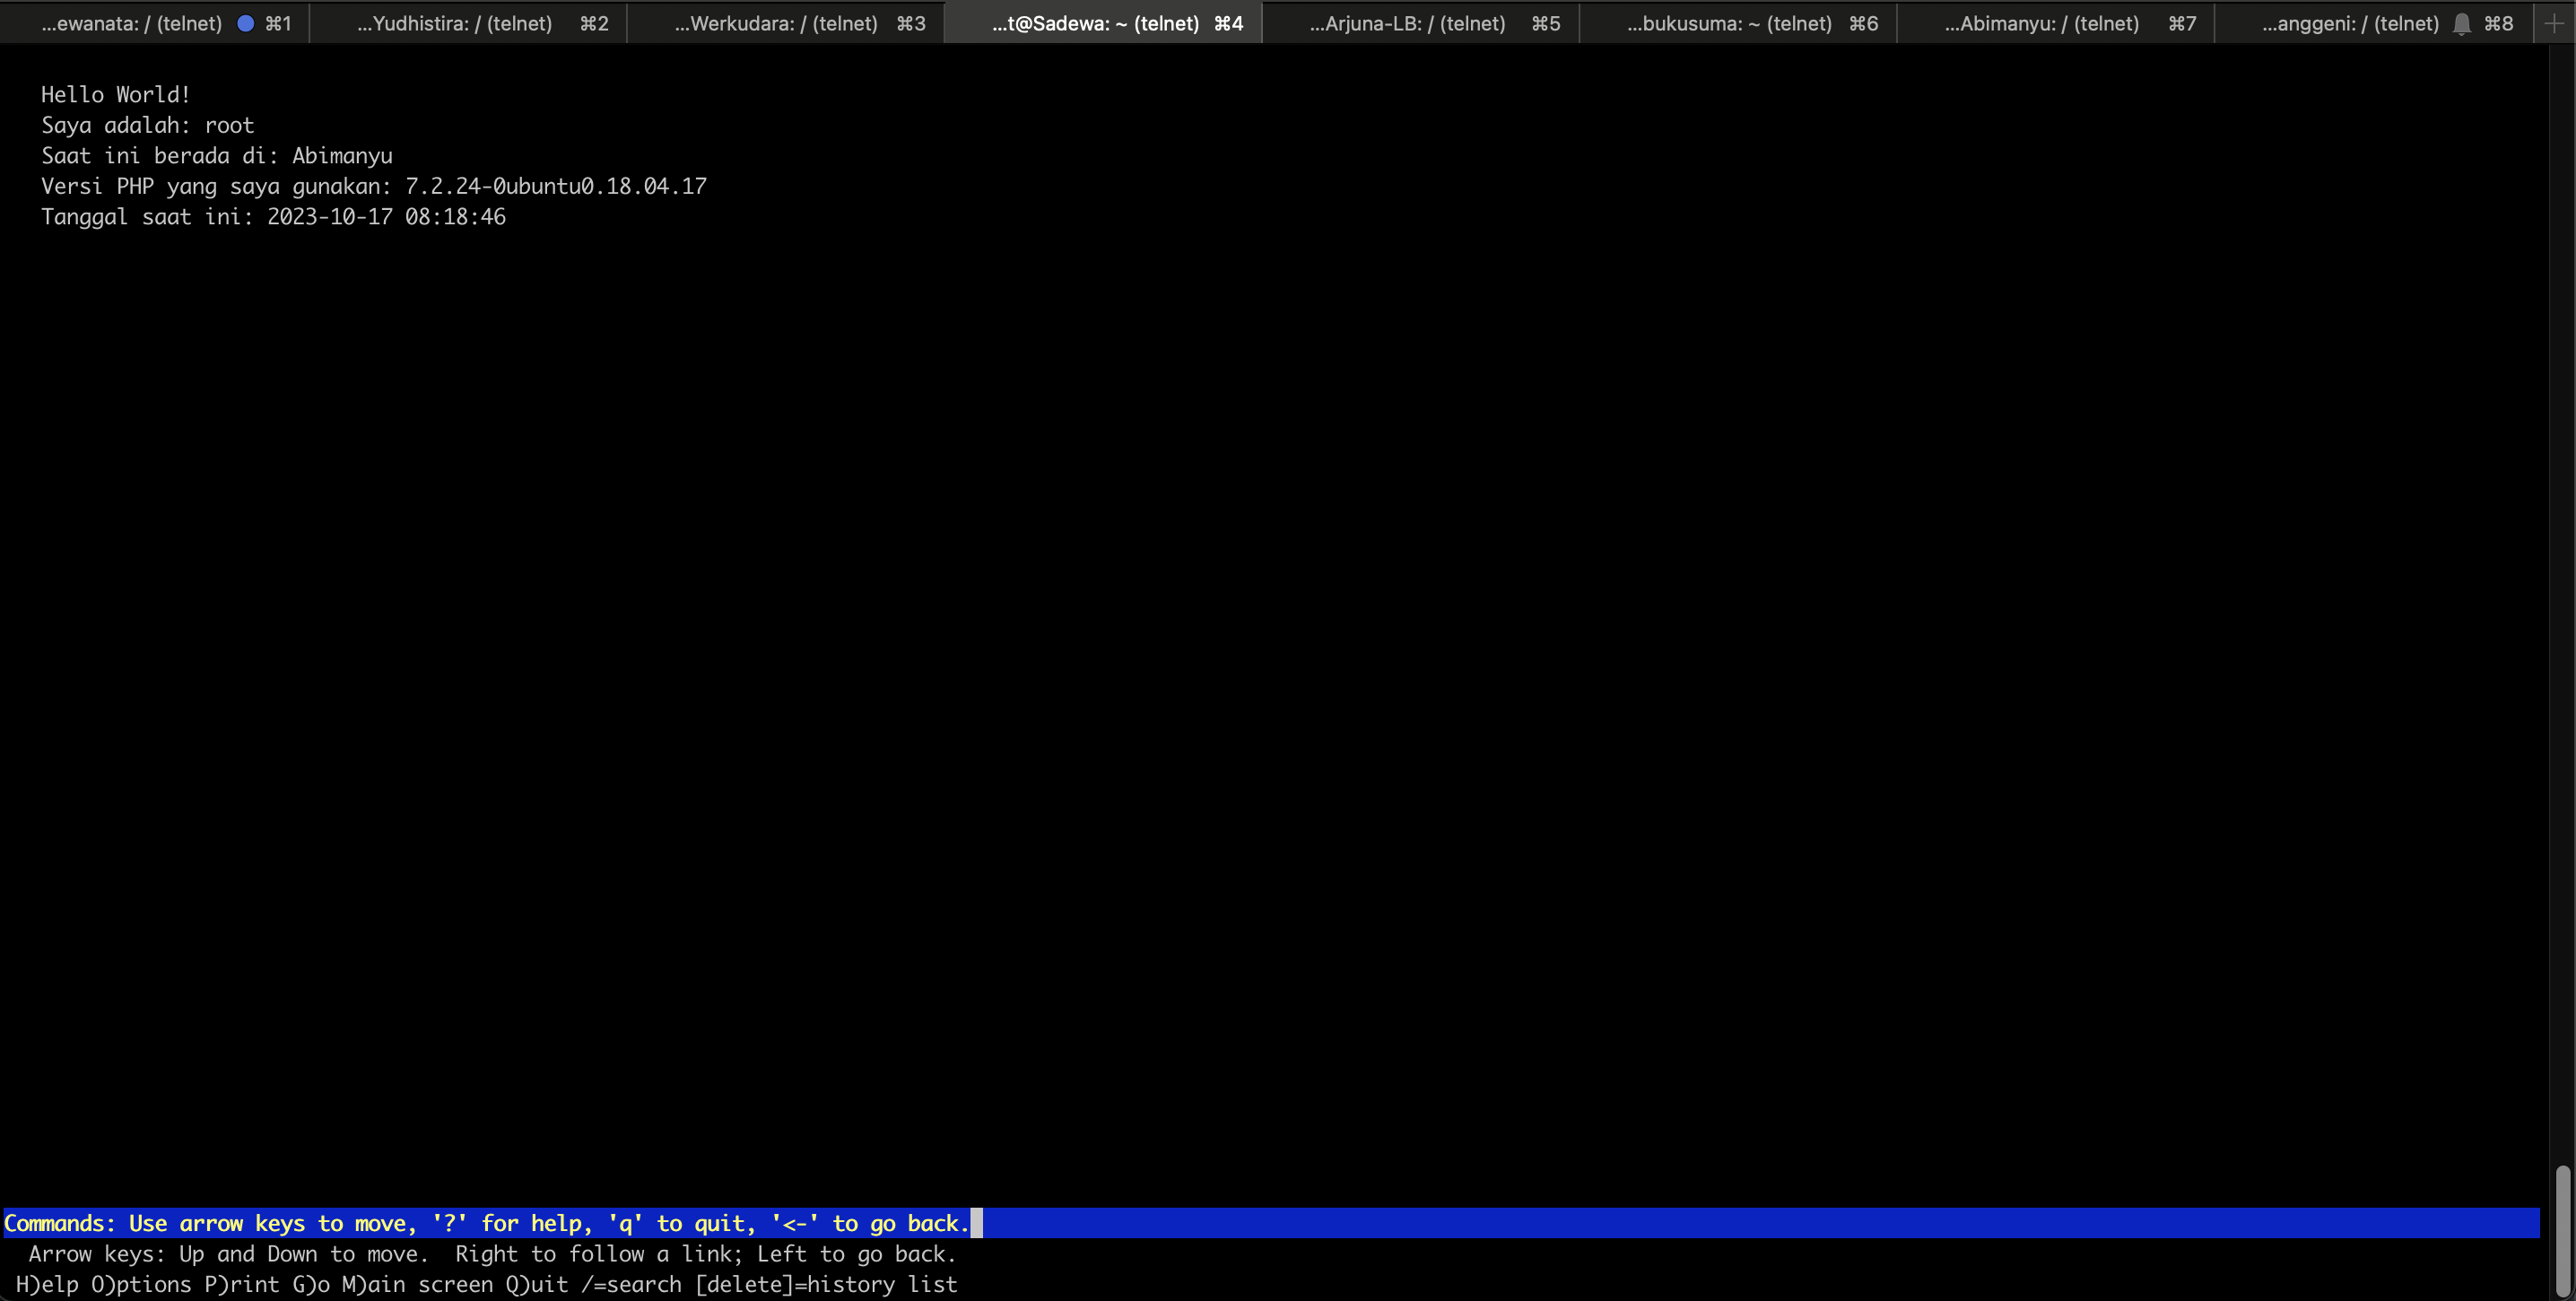 ...ewanata: / (telnet) ⌘1 ...Yudhistira: / (telnet) ⌘2 ...Werkudara: / (telnet) ⌘3 ...t@Sadewa: ~ (telnet) ⌘4 ...Arjuna-LB: / (telnet) ⌘5 ...bukusuma: ~ (telnet) ⌘6 ...Abimanyu: / (telnet) ⌘7 ...anggeni: / (telnet) ⌘8
Hello World!
Saya adalah: root
Saat ini berada di: Abimanyu
Versi PHP yang saya gunakan: 7.2.24-0ubuntu0.18.04.17
Tanggal saat ini: 2023-10-17 08:18:46
Commands: Use arrow keys to move, '?' for help, 'q' to quit, '<-' to go back.
Arrow keys: Up and Down to move.  Right to follow a link; Left to go back.
H)elp O)ptions P)rint G)o M)ain screen Q)uit /=search [delete]=history list